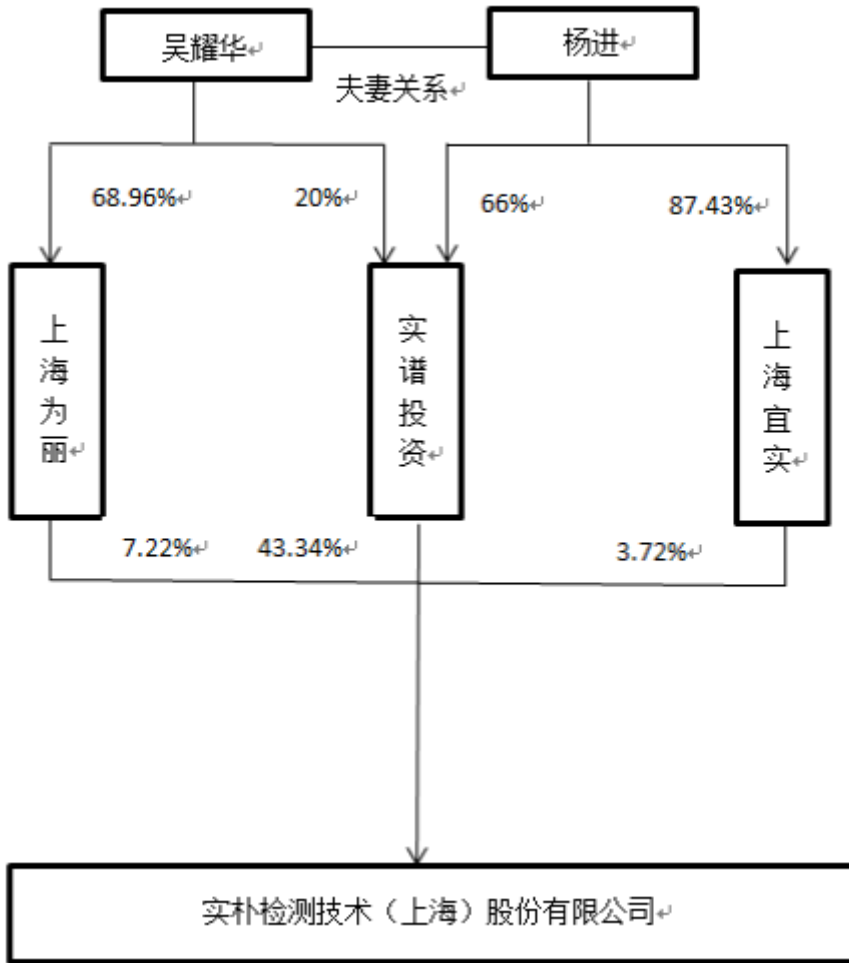 吴耀华↵
杨进↵
夫妻关系↵
68.96%↵
20%↵
66%↵
87.43%↵
上
海
为
丽↵
实
谱
投
资↵
上
海
宜
实↵
7.22%↵
43.34%↵
3.72%↵
实朴检测技术（上海）股份有限公司↵